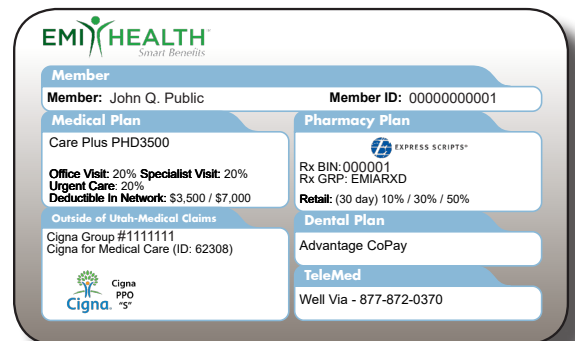 EMI HEALTH
Smart Benefits
Member
Member: John Q. Public Member ID: 00000000001
Medical Plan
Care Plus PHD3500
Office Visit: 20% Specialist Visit: 20%
Urgent Care: 20%
Deductible In Network: $3,500 / $7,000
Outside of Utah-Medical Claims
Cigna Group #1111111
Cigna for Medical Care (ID: 62308)
Cigna.
Cigna
PPO
"S"
Pharmacy Plan
EXPRESS SCRIPTS®
Rx BIN: 000001
Rx GRP: EMIARXD
Retail: (30 day) 10% / 30% / 50%
Dental Plan
Advantage CoPay
TeleMed
Well Via - 877-872-0370